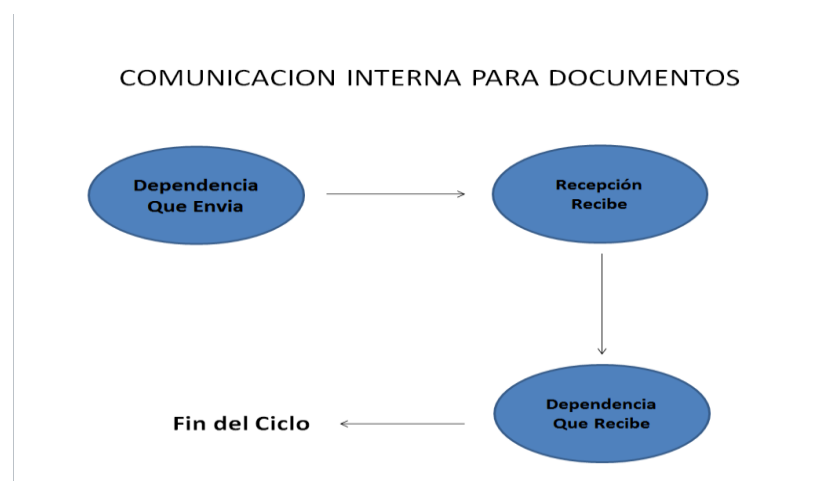 COMUNICACION INTERNA PARA DOCUMENTOS
Dependencia
Que Envia
Recepción
Recibe
Dependencia
Que Recibe
Fin del Ciclo